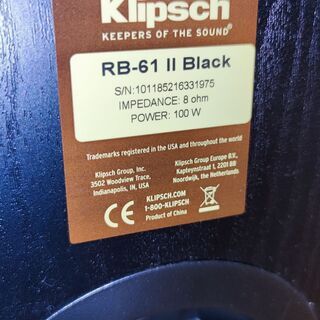 Klipsch
KEEPERS OF THE SOUND®
RB-61 II Black
S/N:101185216331975
IMPEDANCE: 8 ohm
POWER: 100 W
Trademarks registered in the USA and throughout the world
Klipsch Group, Inc.
3502 Woodview Trace,
Indianapolis, IN, USA
Klipsch Group Europe B.V.
Kapteynstraat 1, 2201 BB
Noordwijk, the Netherlands
CE
KLIPSCH.COM
1-800-KLIPSCH
Product of China